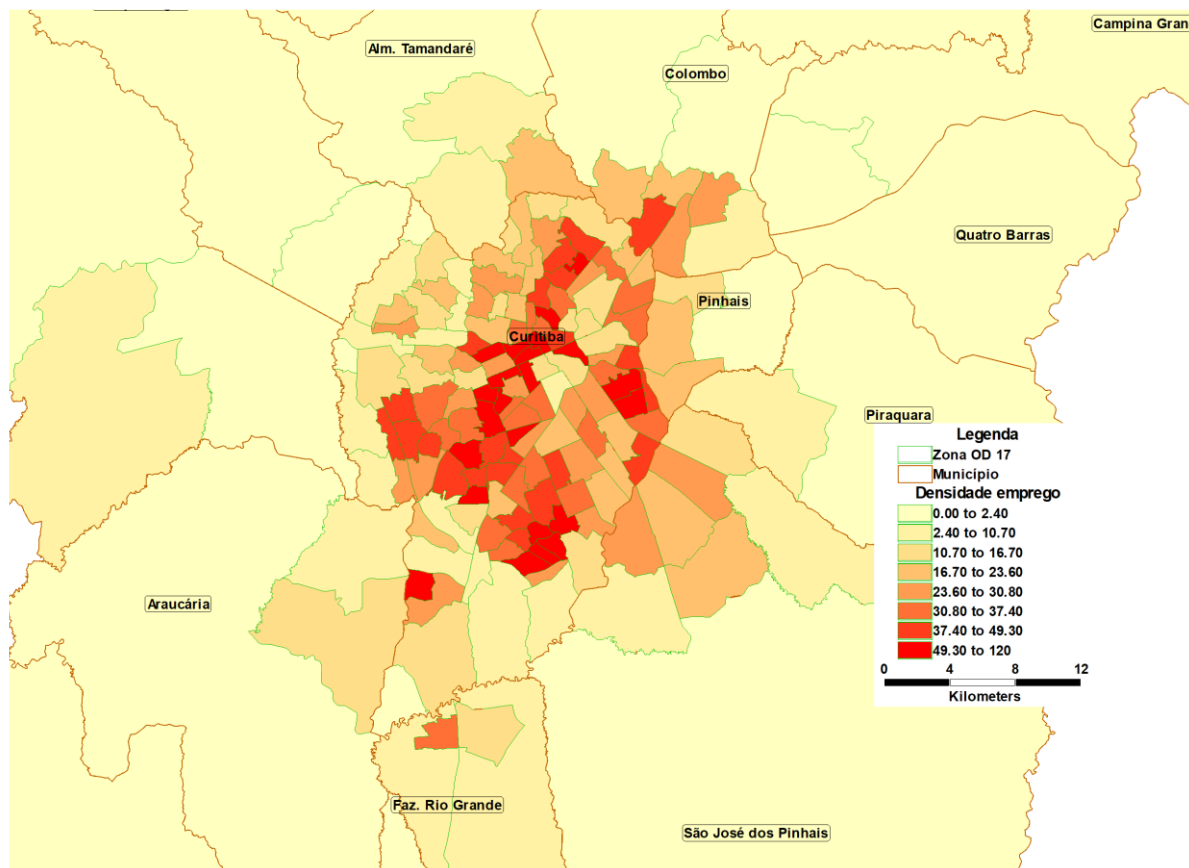 Alm. Tamandaré
Campina Gran
Colombo
Quatro Barras
Pinhais
Curitiba
Piraquara
Legenda
Zona OD 17
Município
Densidade emprego
0.00 to 2.40
2.40 to 10.70
10.70 to 16.70
16.70 to 23.60
23.60 to 30.80
30.80 to 37.40
37.40 to 49.30
49.30 to 120
0 4 8 12
Kilometers
Araucária
Faz. Rio Grande
São José dos Pinhais